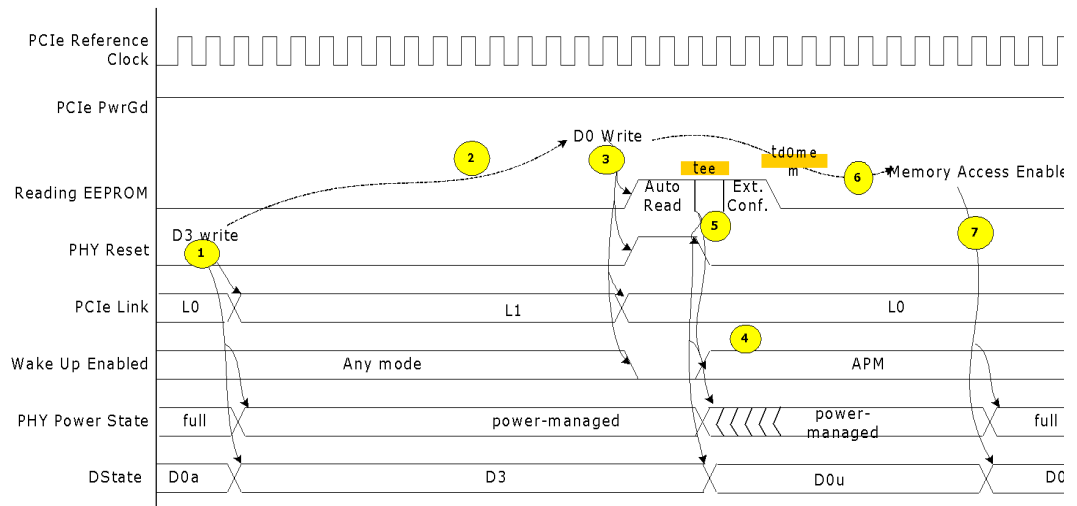 PCIe Reference
Clock
PCIe PwrGd
D0 Write
2
3
tee
td0me
m
6
Memory Access Enable
Reading EEPROM
Auto
Read
Ext.
Conf.
D3 write
1
5
7
PHY Reset
PCIe Link
L0
L1
L0
4
Wake Up Enabled
Any mode
APM
PHY Power State
full
power-managed
power-
managed
full
DState
D0a
D3
D0u
D0